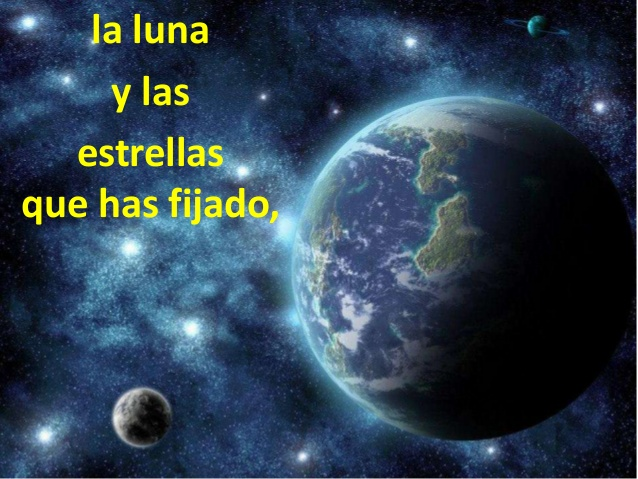 la luna
y las
estrellas
que has fijado,